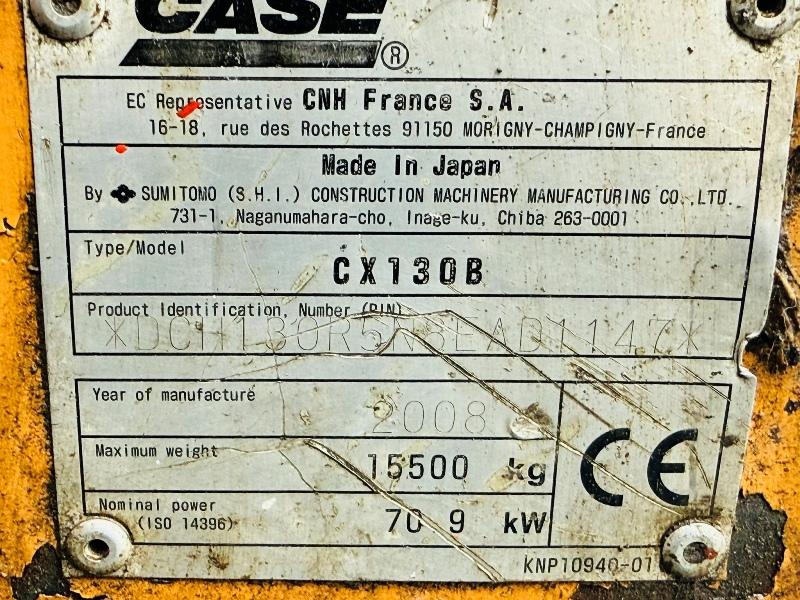 CASE ®
EC Representative CNH France S.A.
16-18, rue des Rochettes 91150 MORIGNY-CHAMPIGNY-France
Made In Japan
By SUMITOMO (S.H.I.) CONSTRUCTION MACHINERY MANUFACTURING CO.,LTD.
731-1, Naganumahara-cho, Inage-ku, Chiba 263-0001
Type/Model
CX130B
Product Identification, Number (PIN)
Year of manufacture
2008
Maximum weight
15500 kg
CE
Nominal power
(ISO 14396)
70.9 kW
KNP10940-01